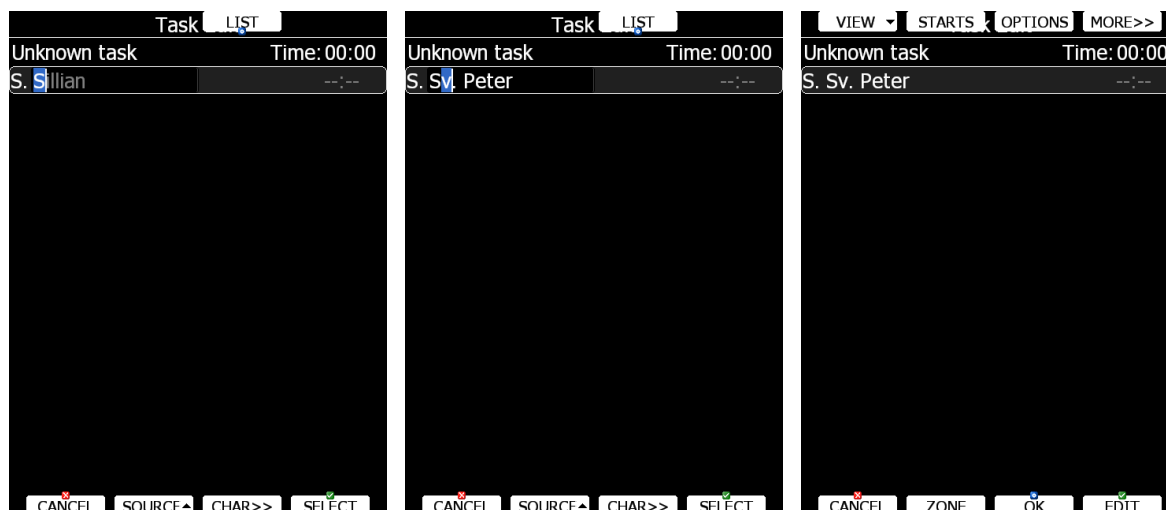 Task LIST
Unknown task Time: 00:00
S. Sillian --:--
CANCEL SOURCE CHAR>> SELECT
Task LIST
Unknown task Time: 00:00
S. Sv. Peter --:--
CANCEL SOURCE CHAR>> SELECT
VIEW STARTS OPTIONS MORE>>
Unknown task Time: 00:00
S. Sv. Peter --:--
CANCEL ZONE OK EDIT